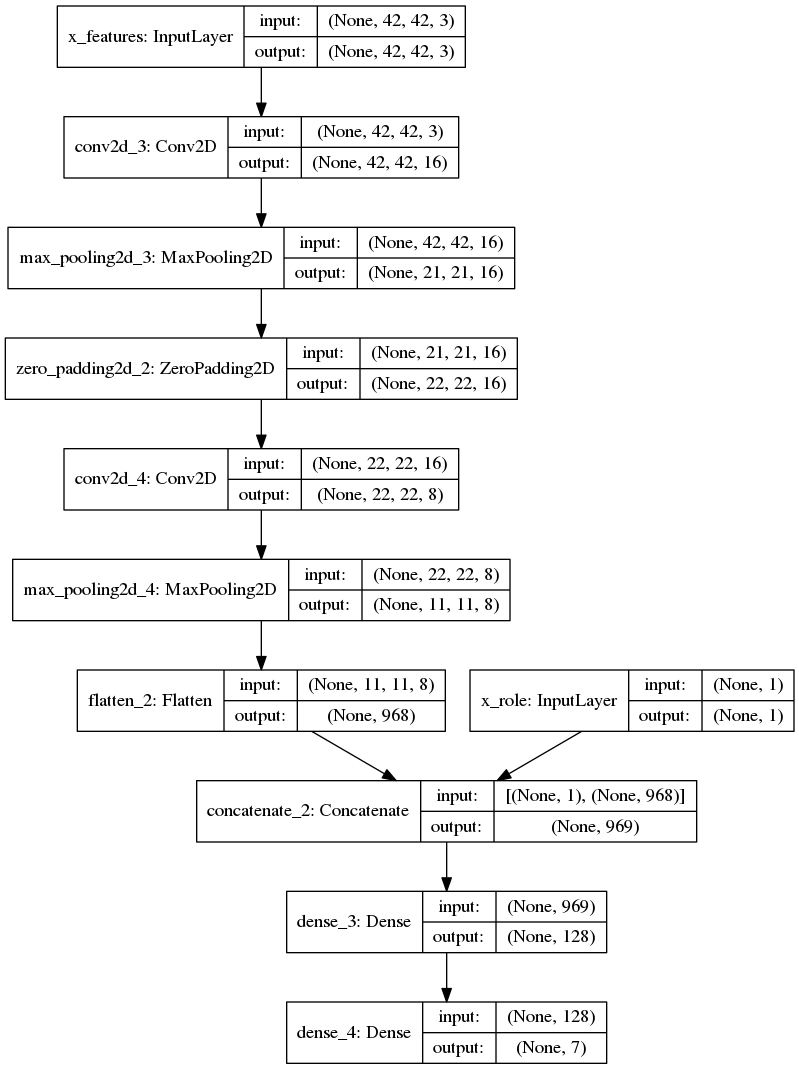 x_features: InputLayer
input: (None, 42, 42, 3)
output: (None, 42, 42, 3)
conv2d_3: Conv2D
input: (None, 42, 42, 3)
output: (None, 42, 42, 16)
max_pooling2d_3: MaxPooling2D
input: (None, 42, 42, 16)
output: (None, 21, 21, 16)
zero_padding2d_2: ZeroPadding2D
input: (None, 21, 21, 16)
output: (None, 22, 22, 16)
conv2d_4: Conv2D
input: (None, 22, 22, 16)
output: (None, 22, 22, 8)
max_pooling2d_4: MaxPooling2D
input: (None, 22, 22, 8)
output: (None, 11, 11, 8)
flatten_2: Flatten
input: (None, 11, 11, 8)
output: (None, 968)
x_role: InputLayer
input: (None, 1)
output: (None, 1)
concatenate_2: Concatenate
input: [(None, 1), (None, 968)]
output: (None, 969)
dense_3: Dense
input: (None, 969)
output: (None, 128)
dense_4: Dense
input: (None, 128)
output: (None, 7)